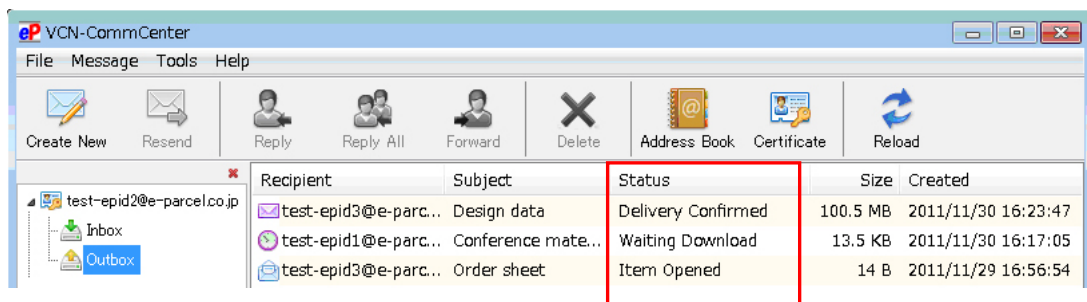 eP VCN-CommCenter
File Message Tools Help
Create New Resend Reply Reply All Forward Delete Address Book Certificate Reload
Recipient Subject Status Size Created
test-epid2@e-parcel.co.jp
Inbox
Outbox
test-epid3@e-parc... Design data Delivery Confirmed 100.5 MB 2011/11/30 16:23:47
test-epid1@e-parc... Conference mate... Waiting Download 13.5 KB 2011/11/30 16:17:05
test-epid3@e-parc... Order sheet Item Opened 14 B 2011/11/29 16:56:54